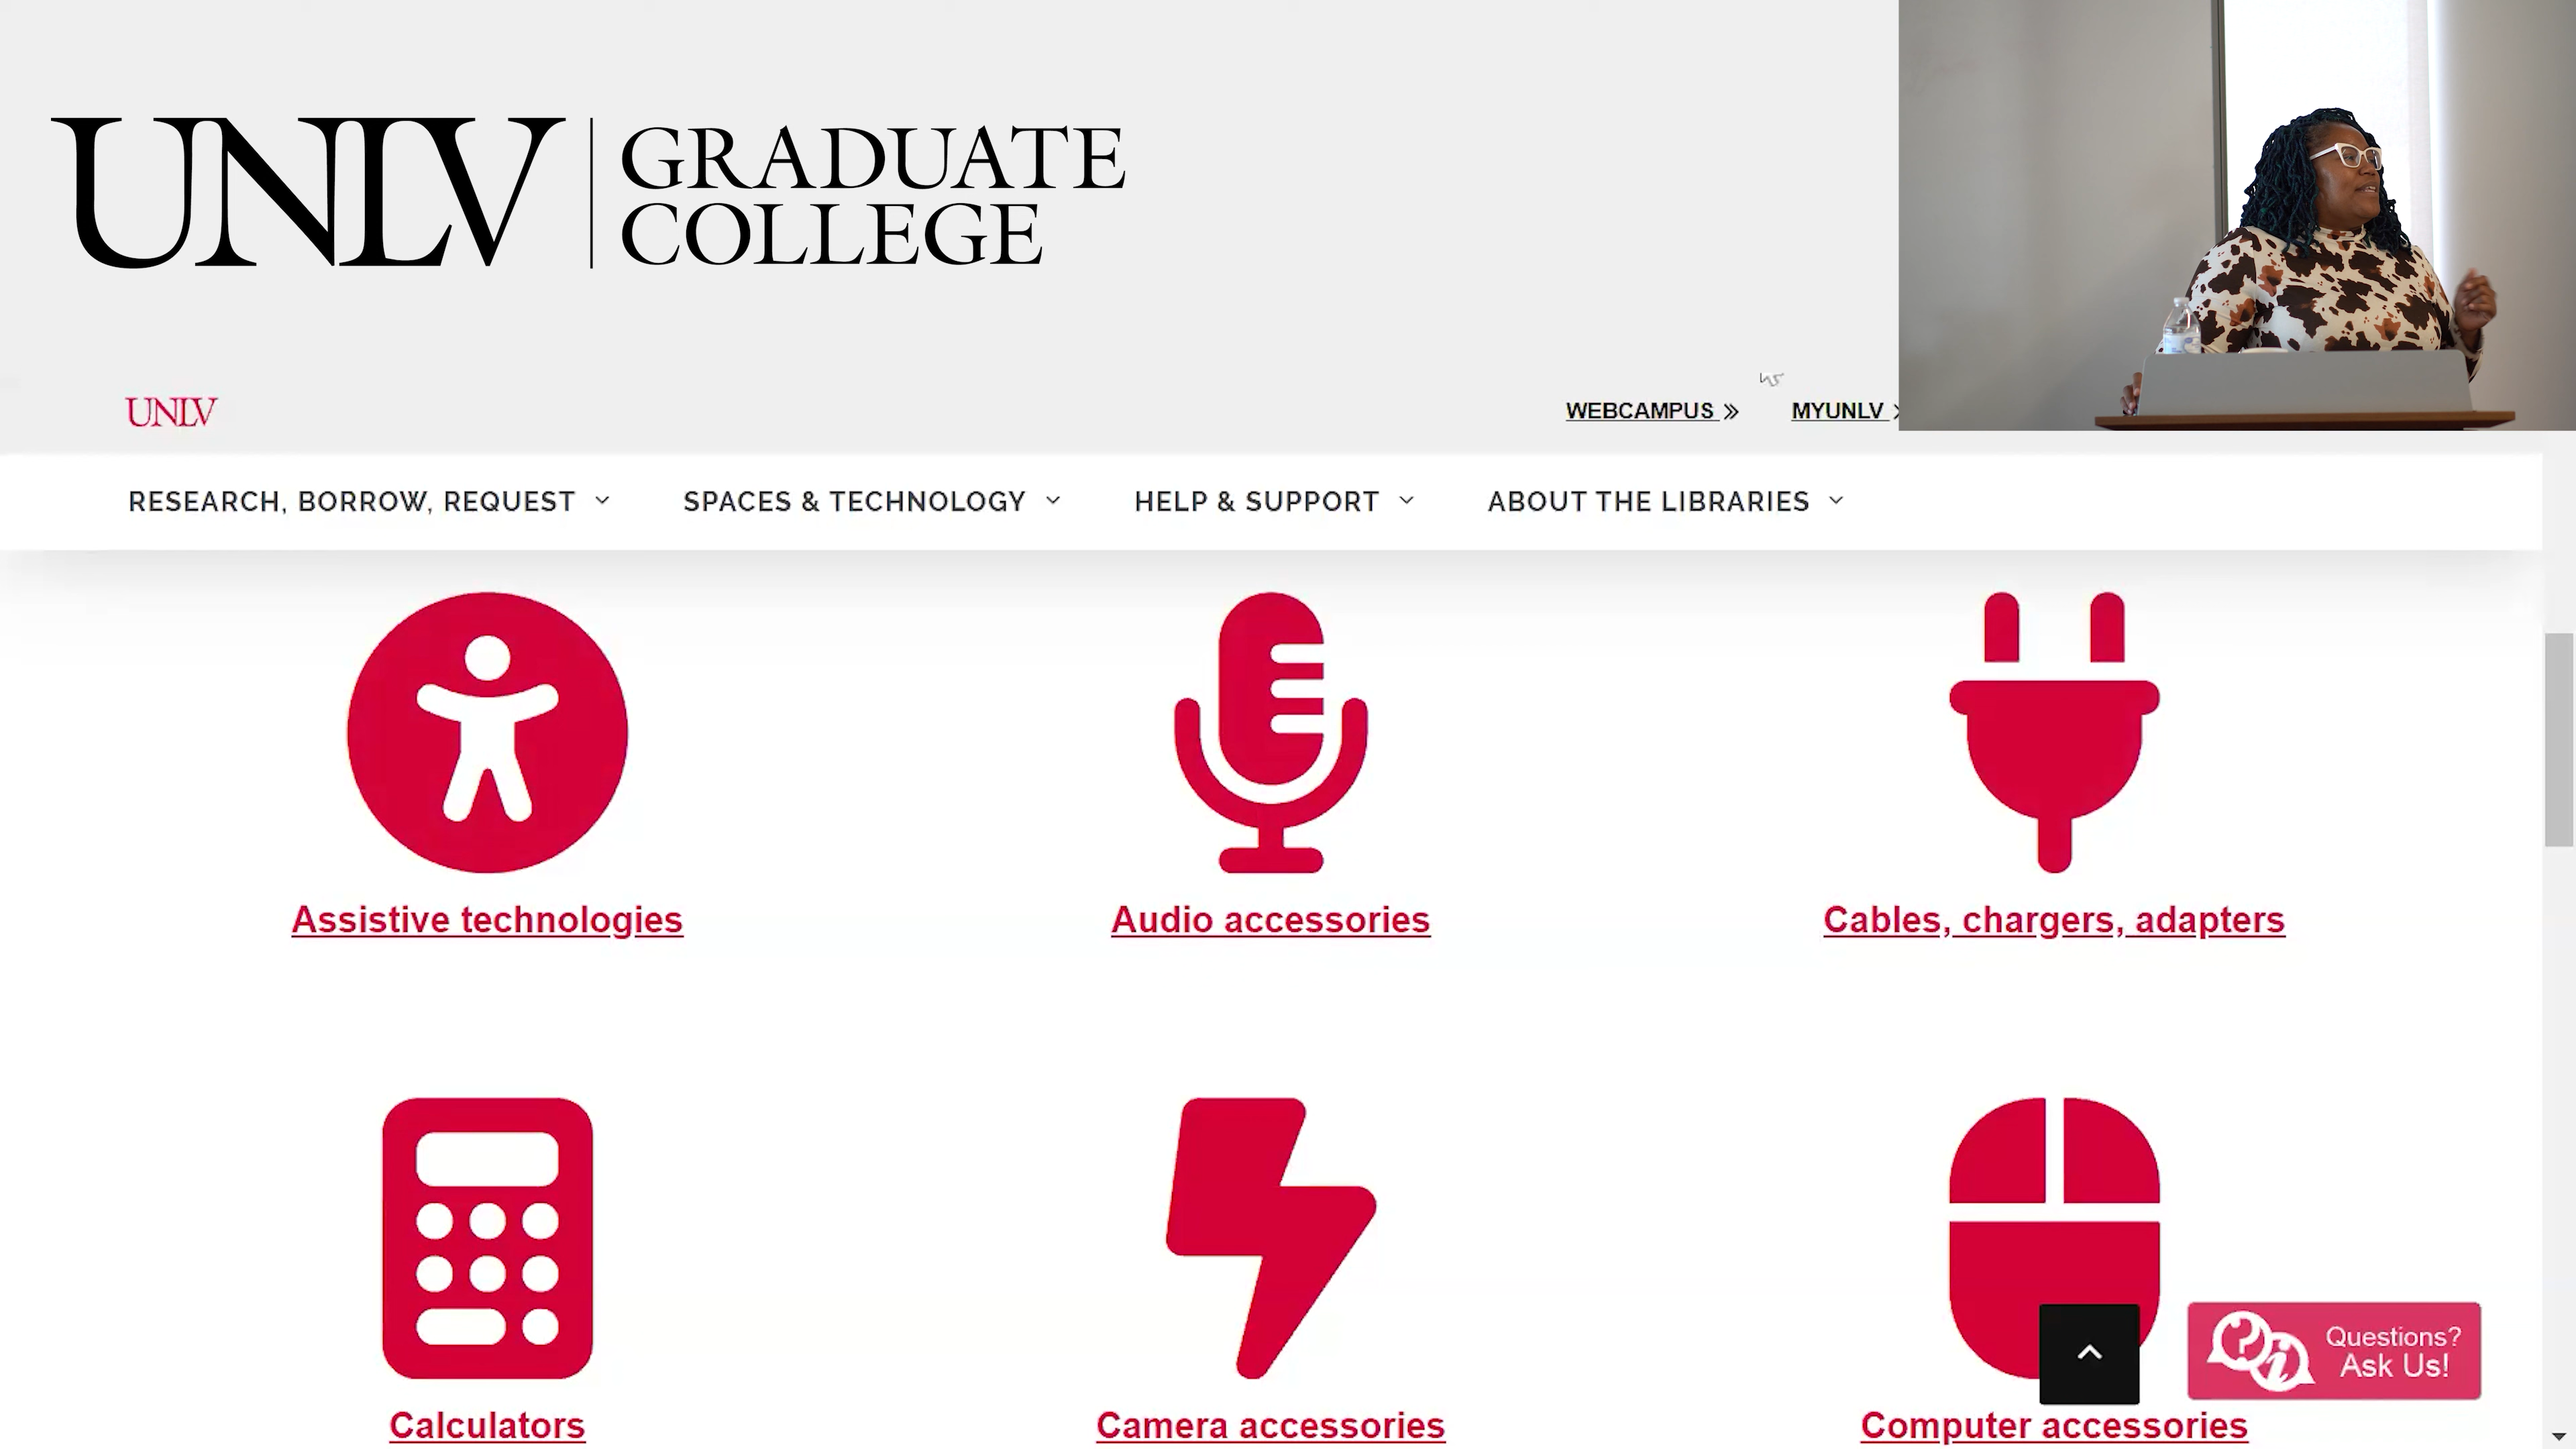 UNLV
GRADUATE
COLLEGE
UNLV
WEBCAMPUS »
MYUNLV
RESEARCH, BORROW, REQUEST
SPACES & TECHNOLOGY
HELP & SUPPORT
ABOUT THE LIBRARIES
Assistive technologies
Audio accessories
Cables, chargers, adapters
Calculators
Camera accessories
Computer accessories
Questions?
Ask Us!